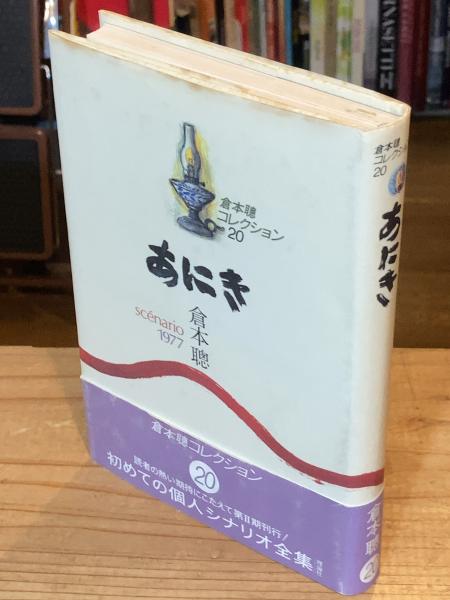 倉本聰
コレクション
20
あにき
倉本聰
scénario
1977
倉本聰コレクション
20
読者の熱い期待にこたえて第Ⅱ期刊行!
初めての個人シナリオ全集
理論社
倉本聰
コレクション
20
あにき
倉本聰
20